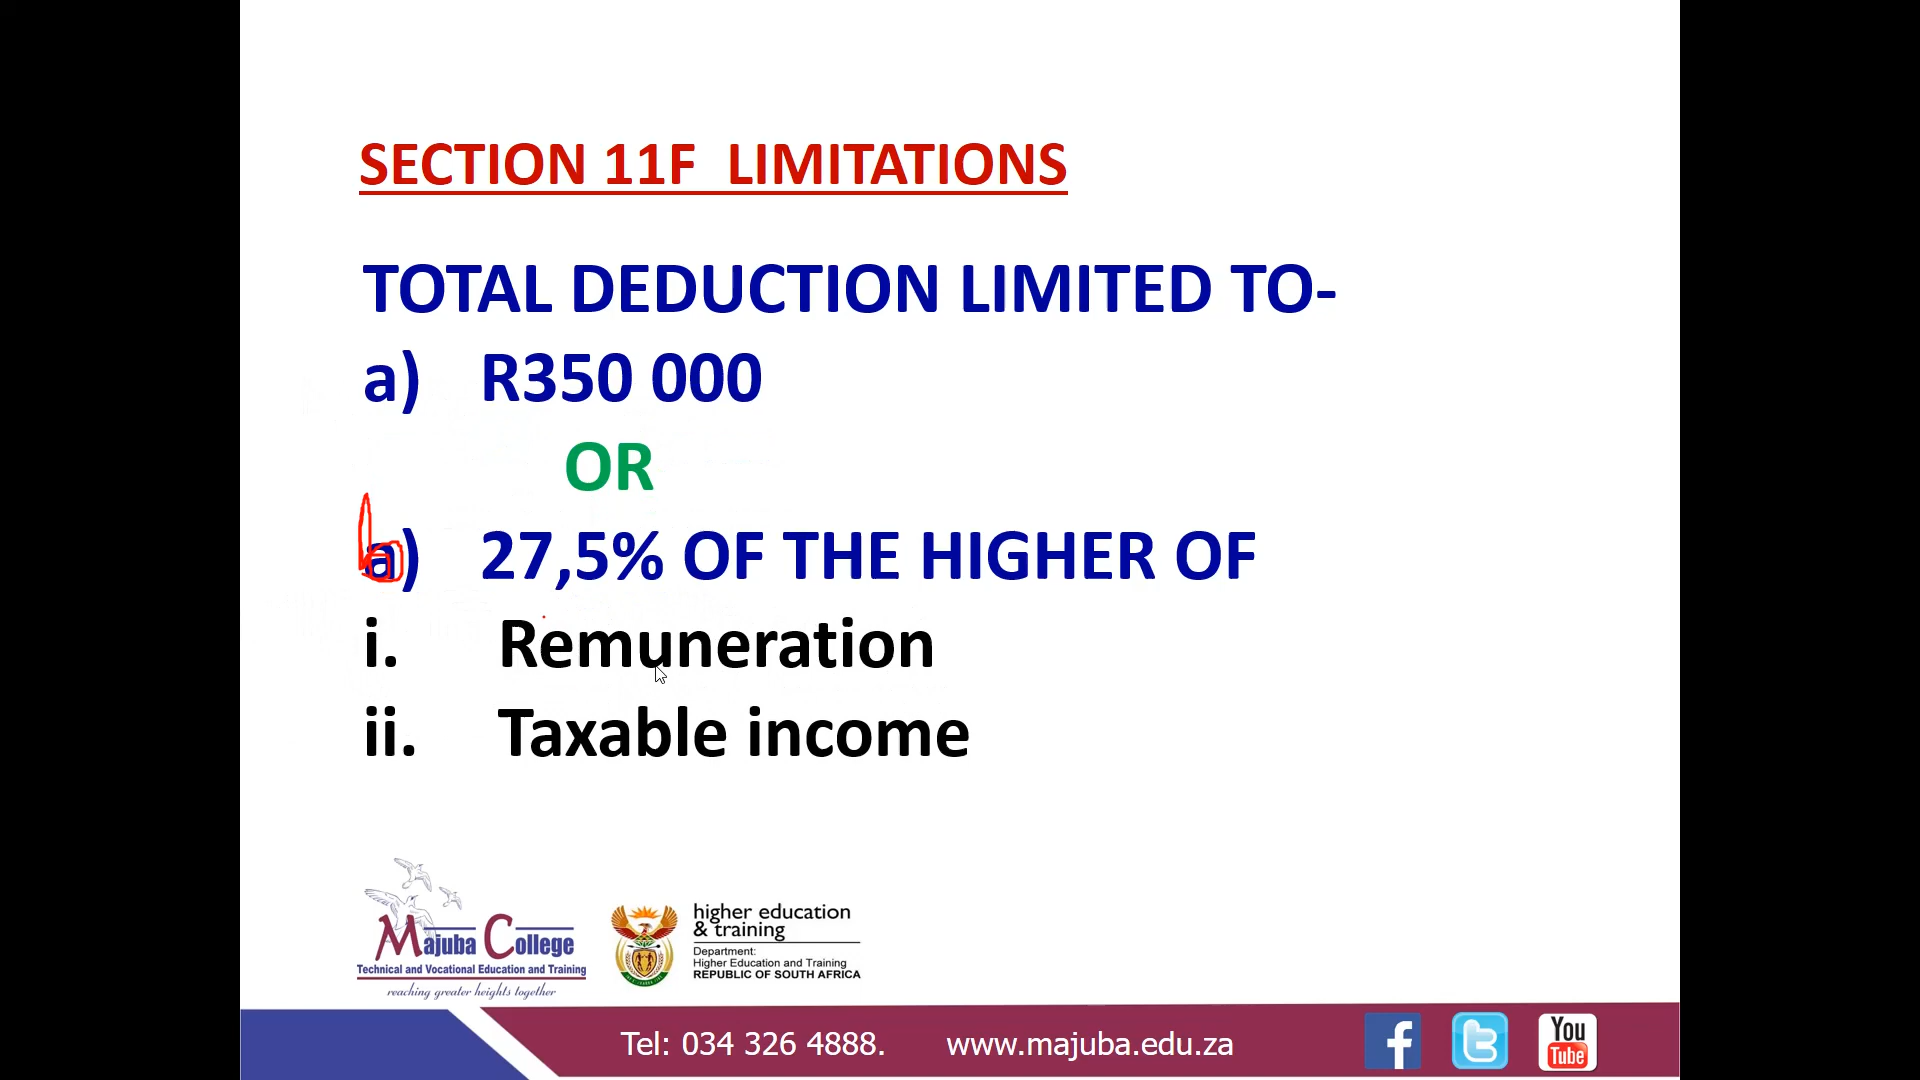 SECTION 11F LIMITATIONS
TOTAL DEDUCTION LIMITED TO-
a) R350 000
OR
b) 27,5% OF THE HIGHER OF
i. Remuneration
ii. Taxable income
Majuba College
Technical and Vocational Education and Training
reaching greater heights together
higher education
& training
Department:
Higher Education and Training
REPUBLIC OF SOUTH AFRICA
Tel: 034 326 4888. www.majuba.edu.za
You
Tube